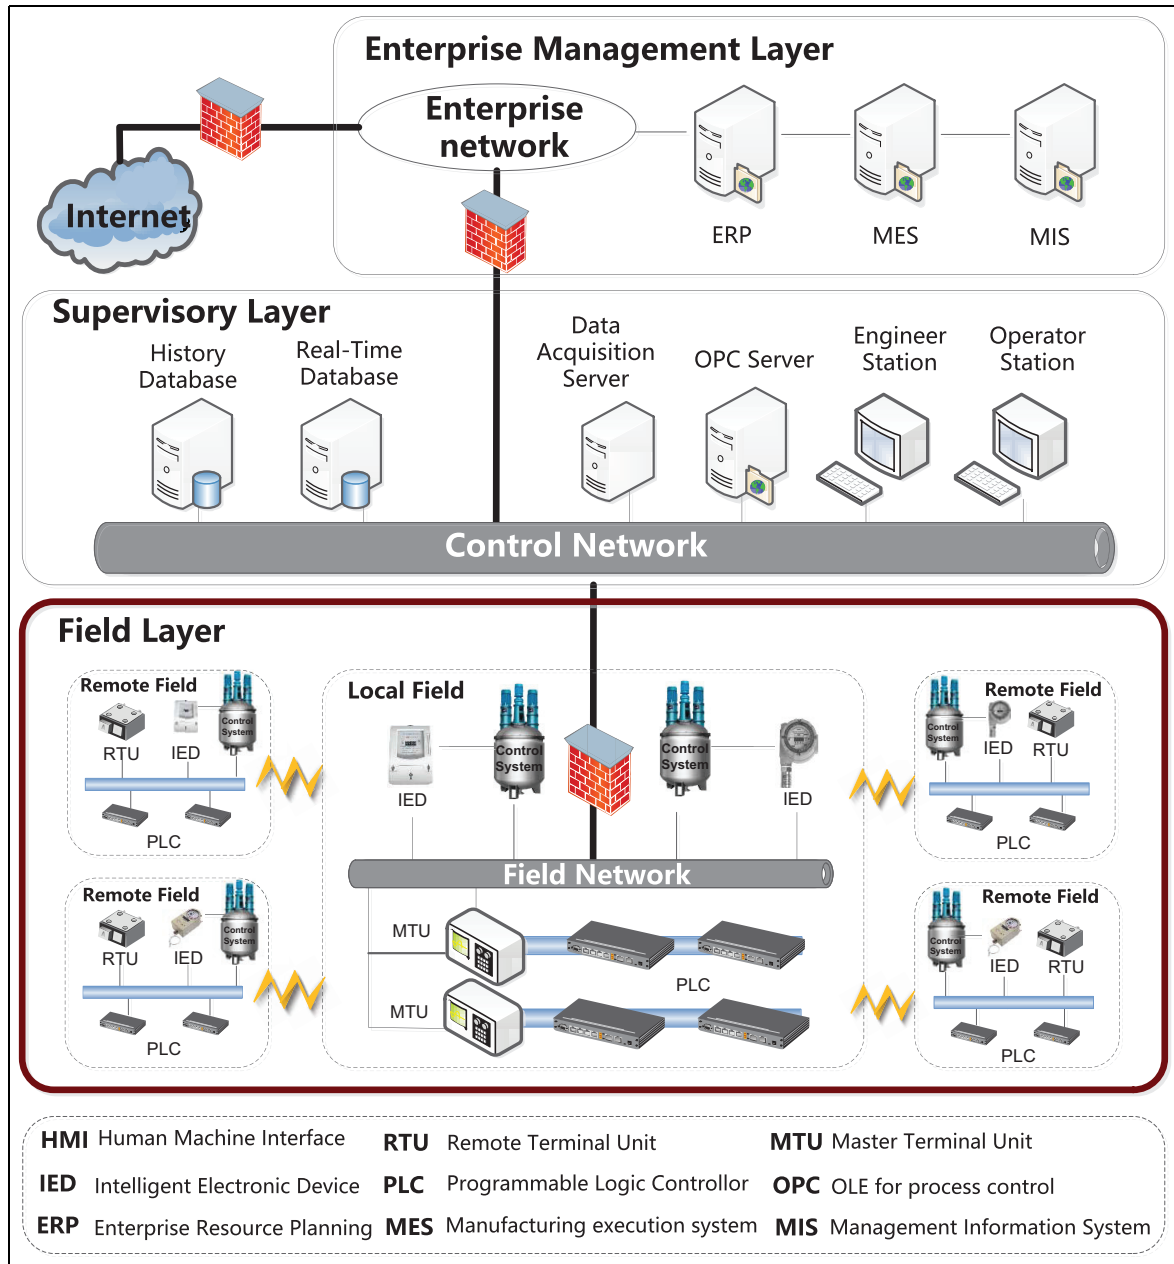 Enterprise Management Layer
Enterprise
network
Internet
ERP
MES
MIS
Supervisory Layer
History
Database
Real-Time
Database
Data
Acquisition
Server
OPC Server
Engineer
Station
Operator
Station
Control Network
Field Layer
Remote Field
RTU
IED
Control
System
PLC
Local Field
IED
Control
System
Control
System
IED
Remote Field
Control
System
IED
RTU
PLC
Field Network
Remote Field
RTU
IED
Control
System
PLC
MTU
PLC
MTU
Remote Field
Control
System
IED
RTU
PLC
HMI Human Machine Interface
RTU Remote Terminal Unit
MTU Master Terminal Unit
IED Intelligent Electronic Device
PLC Programmable Logic Controllor
OPC OLE for process control
ERP Enterprise Resource Planning
MES Manufacturing execution system
MIS Management Information System